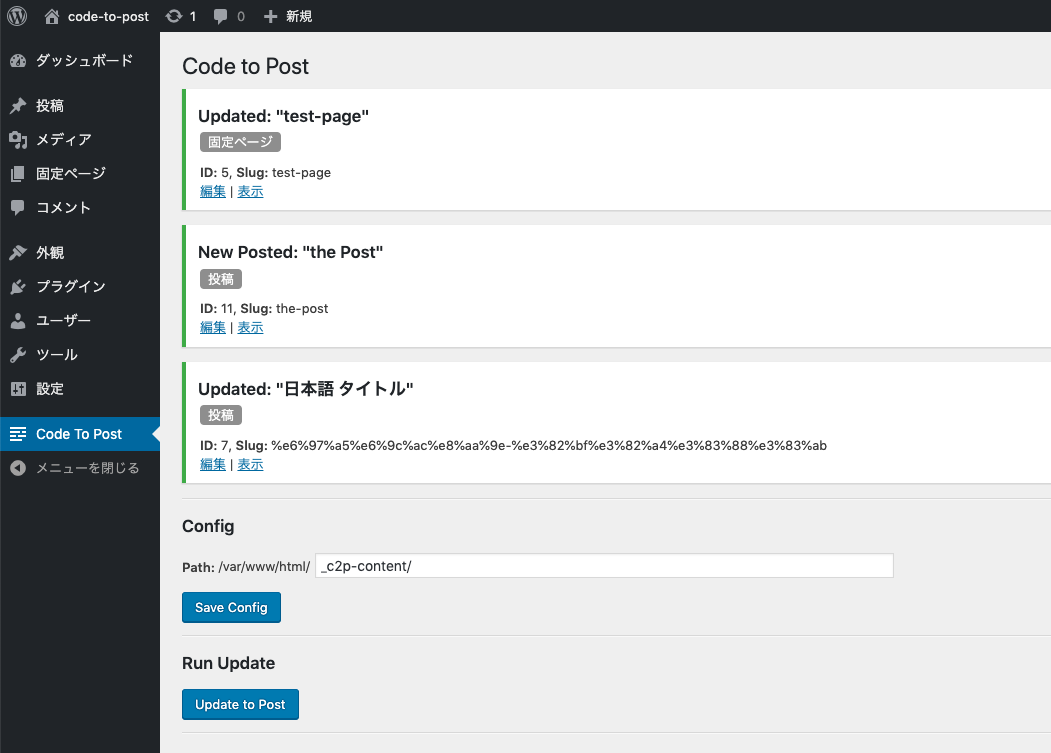 code-to-post 1 0 新規
ダッシュボード
投稿
メディア
固定ページ
コメント
外観
プラグイン
ユーザー
ツール
設定
Code To Post
メニューを閉じる
Code to Post
Updated: "test-page"
固定ページ
ID: 5, Slug: test-page
編集 | 表示
New Posted: "the Post"
投稿
ID: 11, Slug: the-post
編集 | 表示
Updated: "日本語 タイトル"
投稿
ID: 7, Slug: %e6%97%a5%e6%9c%ac%e8%aa%9e-%e3%82%bf%e3%82%a4%e3%83%88%e3%83%ab
編集 | 表示
Config
Path: /var/www/html/ _c2p-content/
Save Config
Run Update
Update to Post